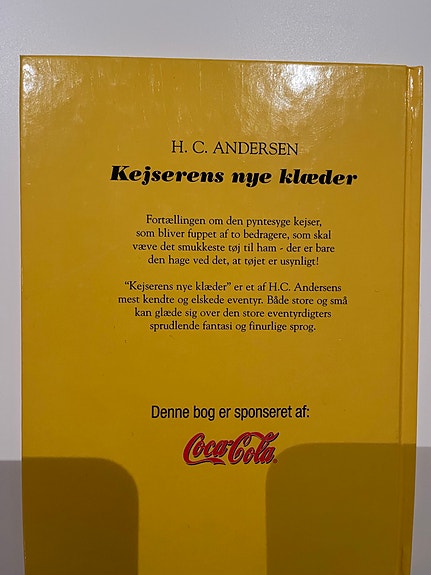 H. C. ANDERSEN
Kejserens nye klæder
Fortællingen om den pyntesyge kejser,
som bliver fuppet af to bedragere, som skal
væve det smukkeste tøj til ham - der er bare
den hage ved det, at tøjet er usynligt!
“Kejserens nye klæder” er et af H.C. Andersens
mest kendte og elskede eventyr. Både store og små
kan glæde sig over den store eventyrdigters
sprudlende fantasi og finurlige sprog.
Denne bog er sponseret af:
Coca-Cola